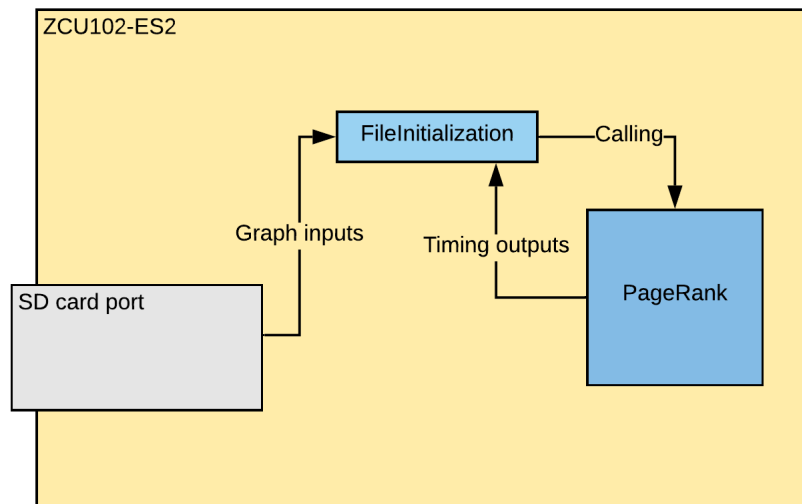 ZCU102-ES2
FileInitialization
Calling
Graph inputs
Timing outputs
PageRank
SD card port